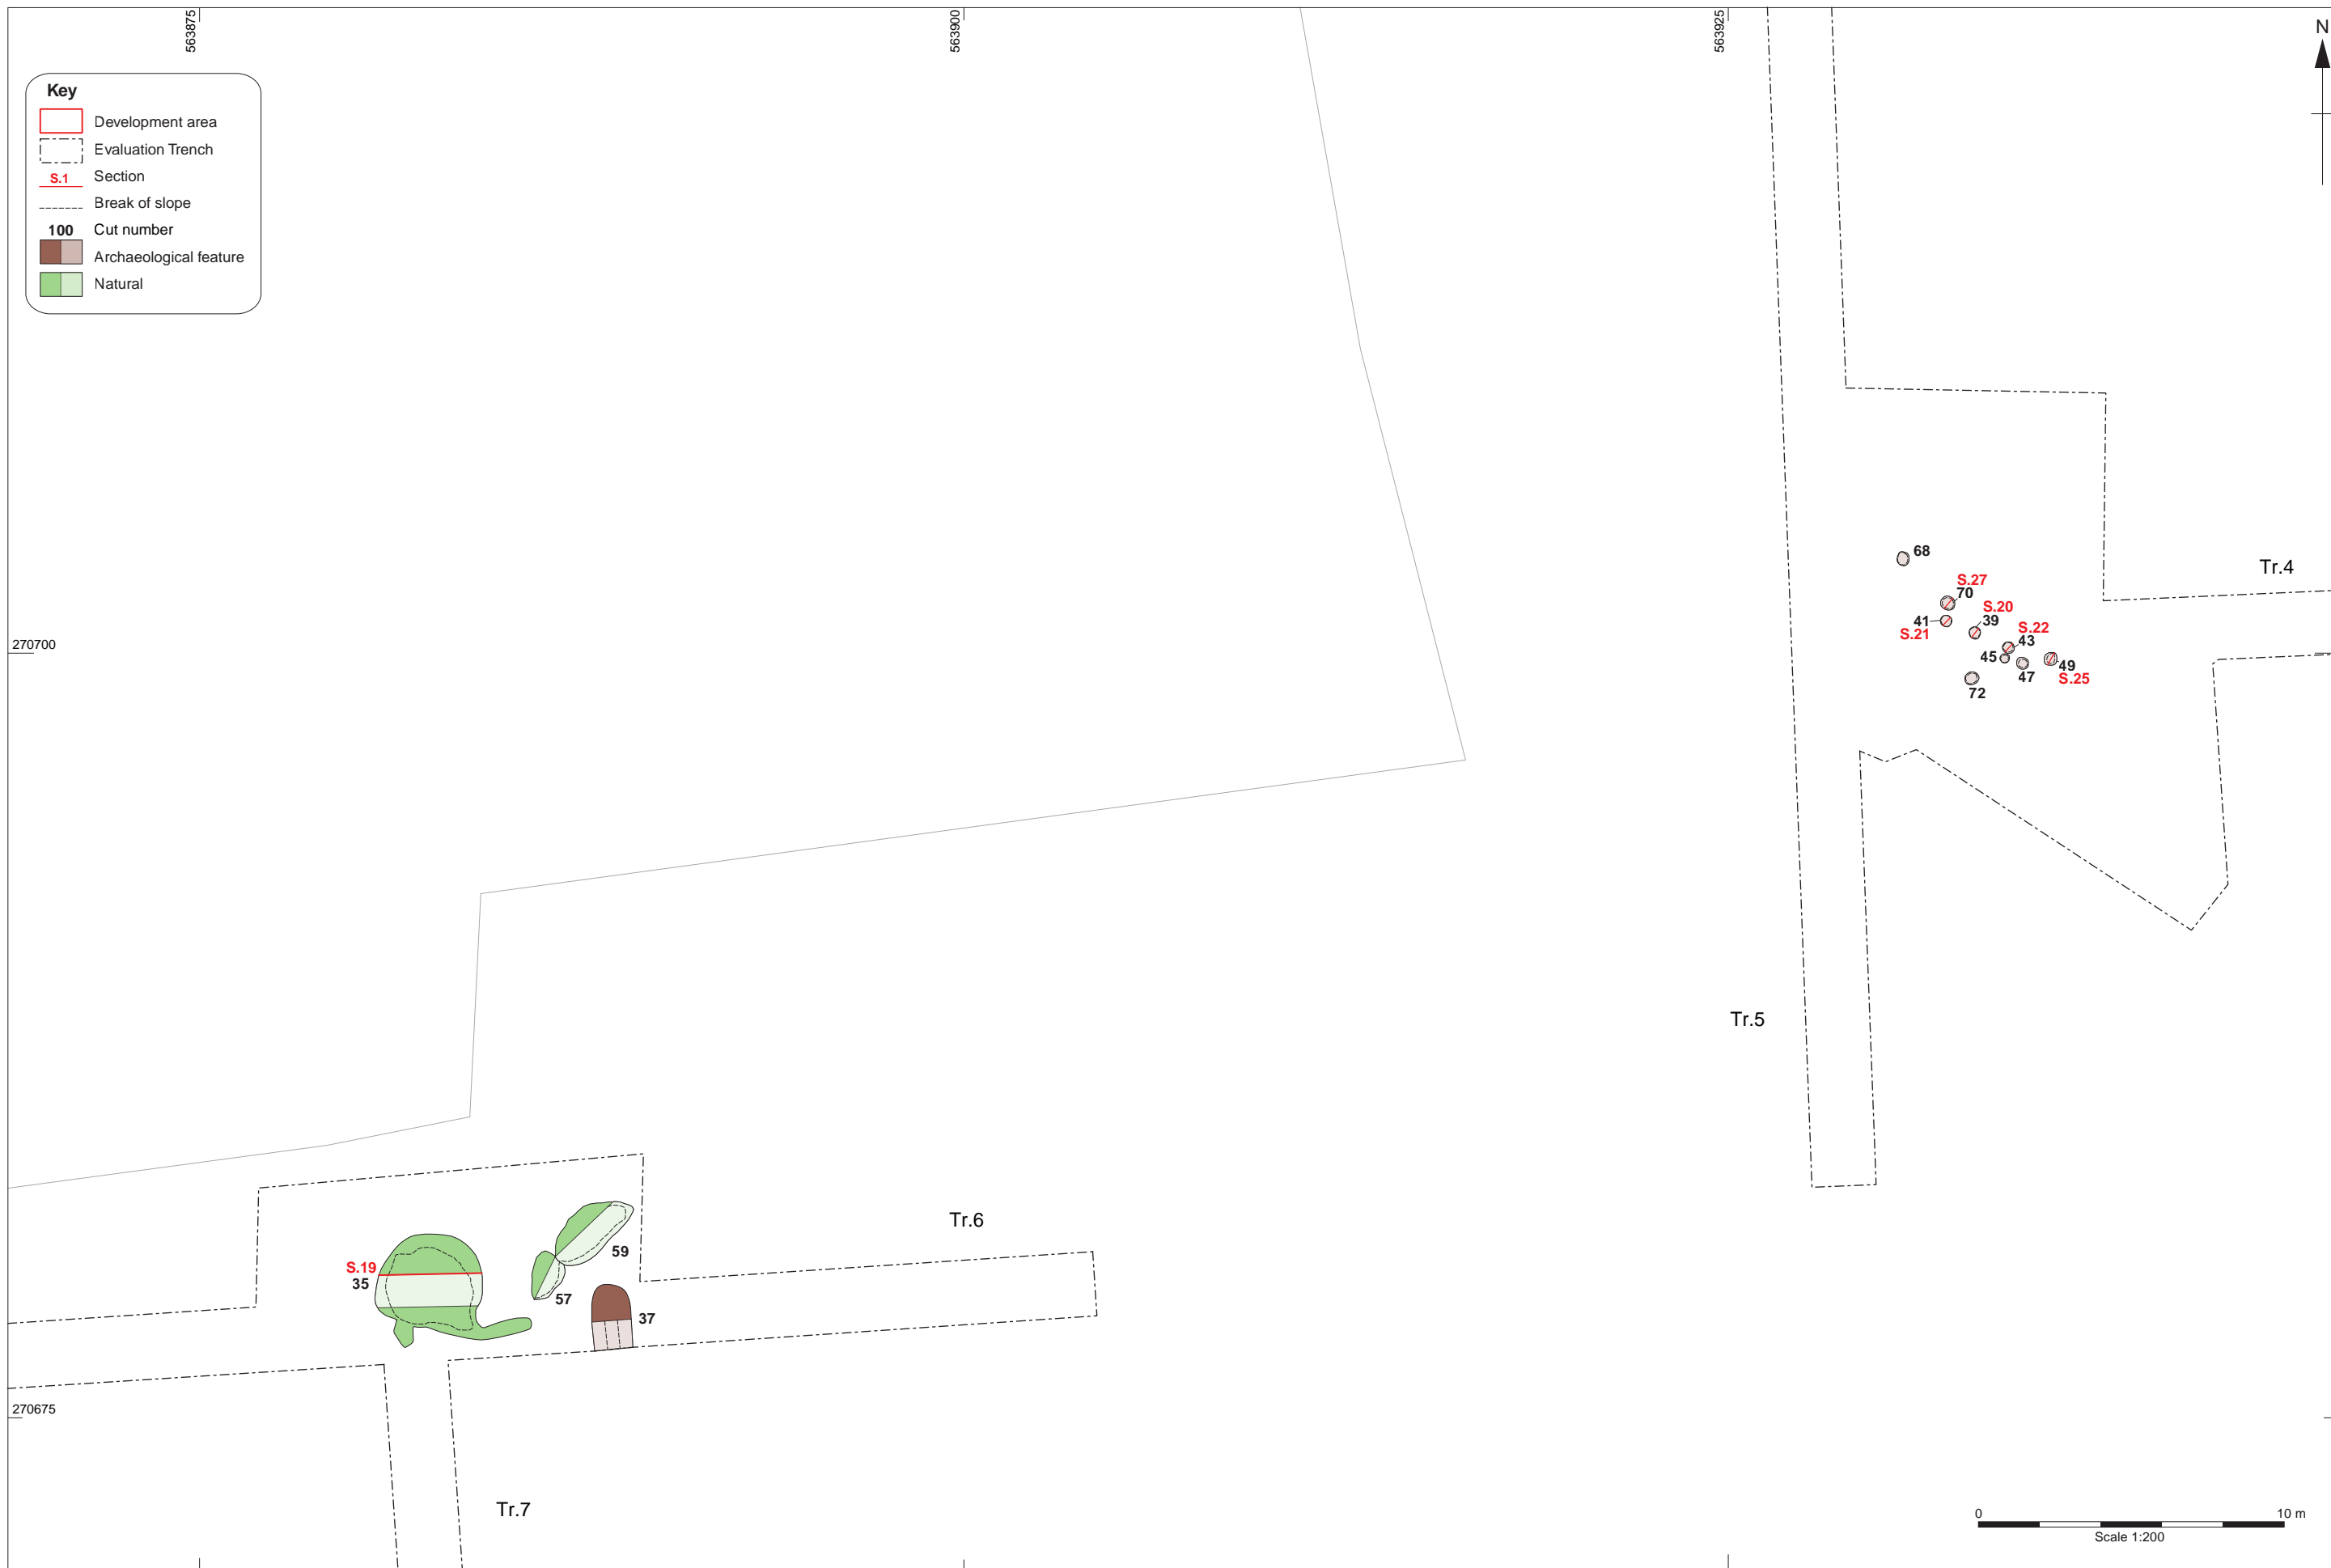 563875
563900
563925
N
Key
Development area
Evaluation Trench
S.1 Section
Break of slope
100 Cut number
Archaeological feature
Natural
68
Tr.4
S.27
70
S.20
41
39
S.21
S.22
43
270700
45
49
47
S.25
72
Tr.5
Tr.6
59
S.19
35
57
37
270675
Tr.7
0 10 m
Scale 1:200